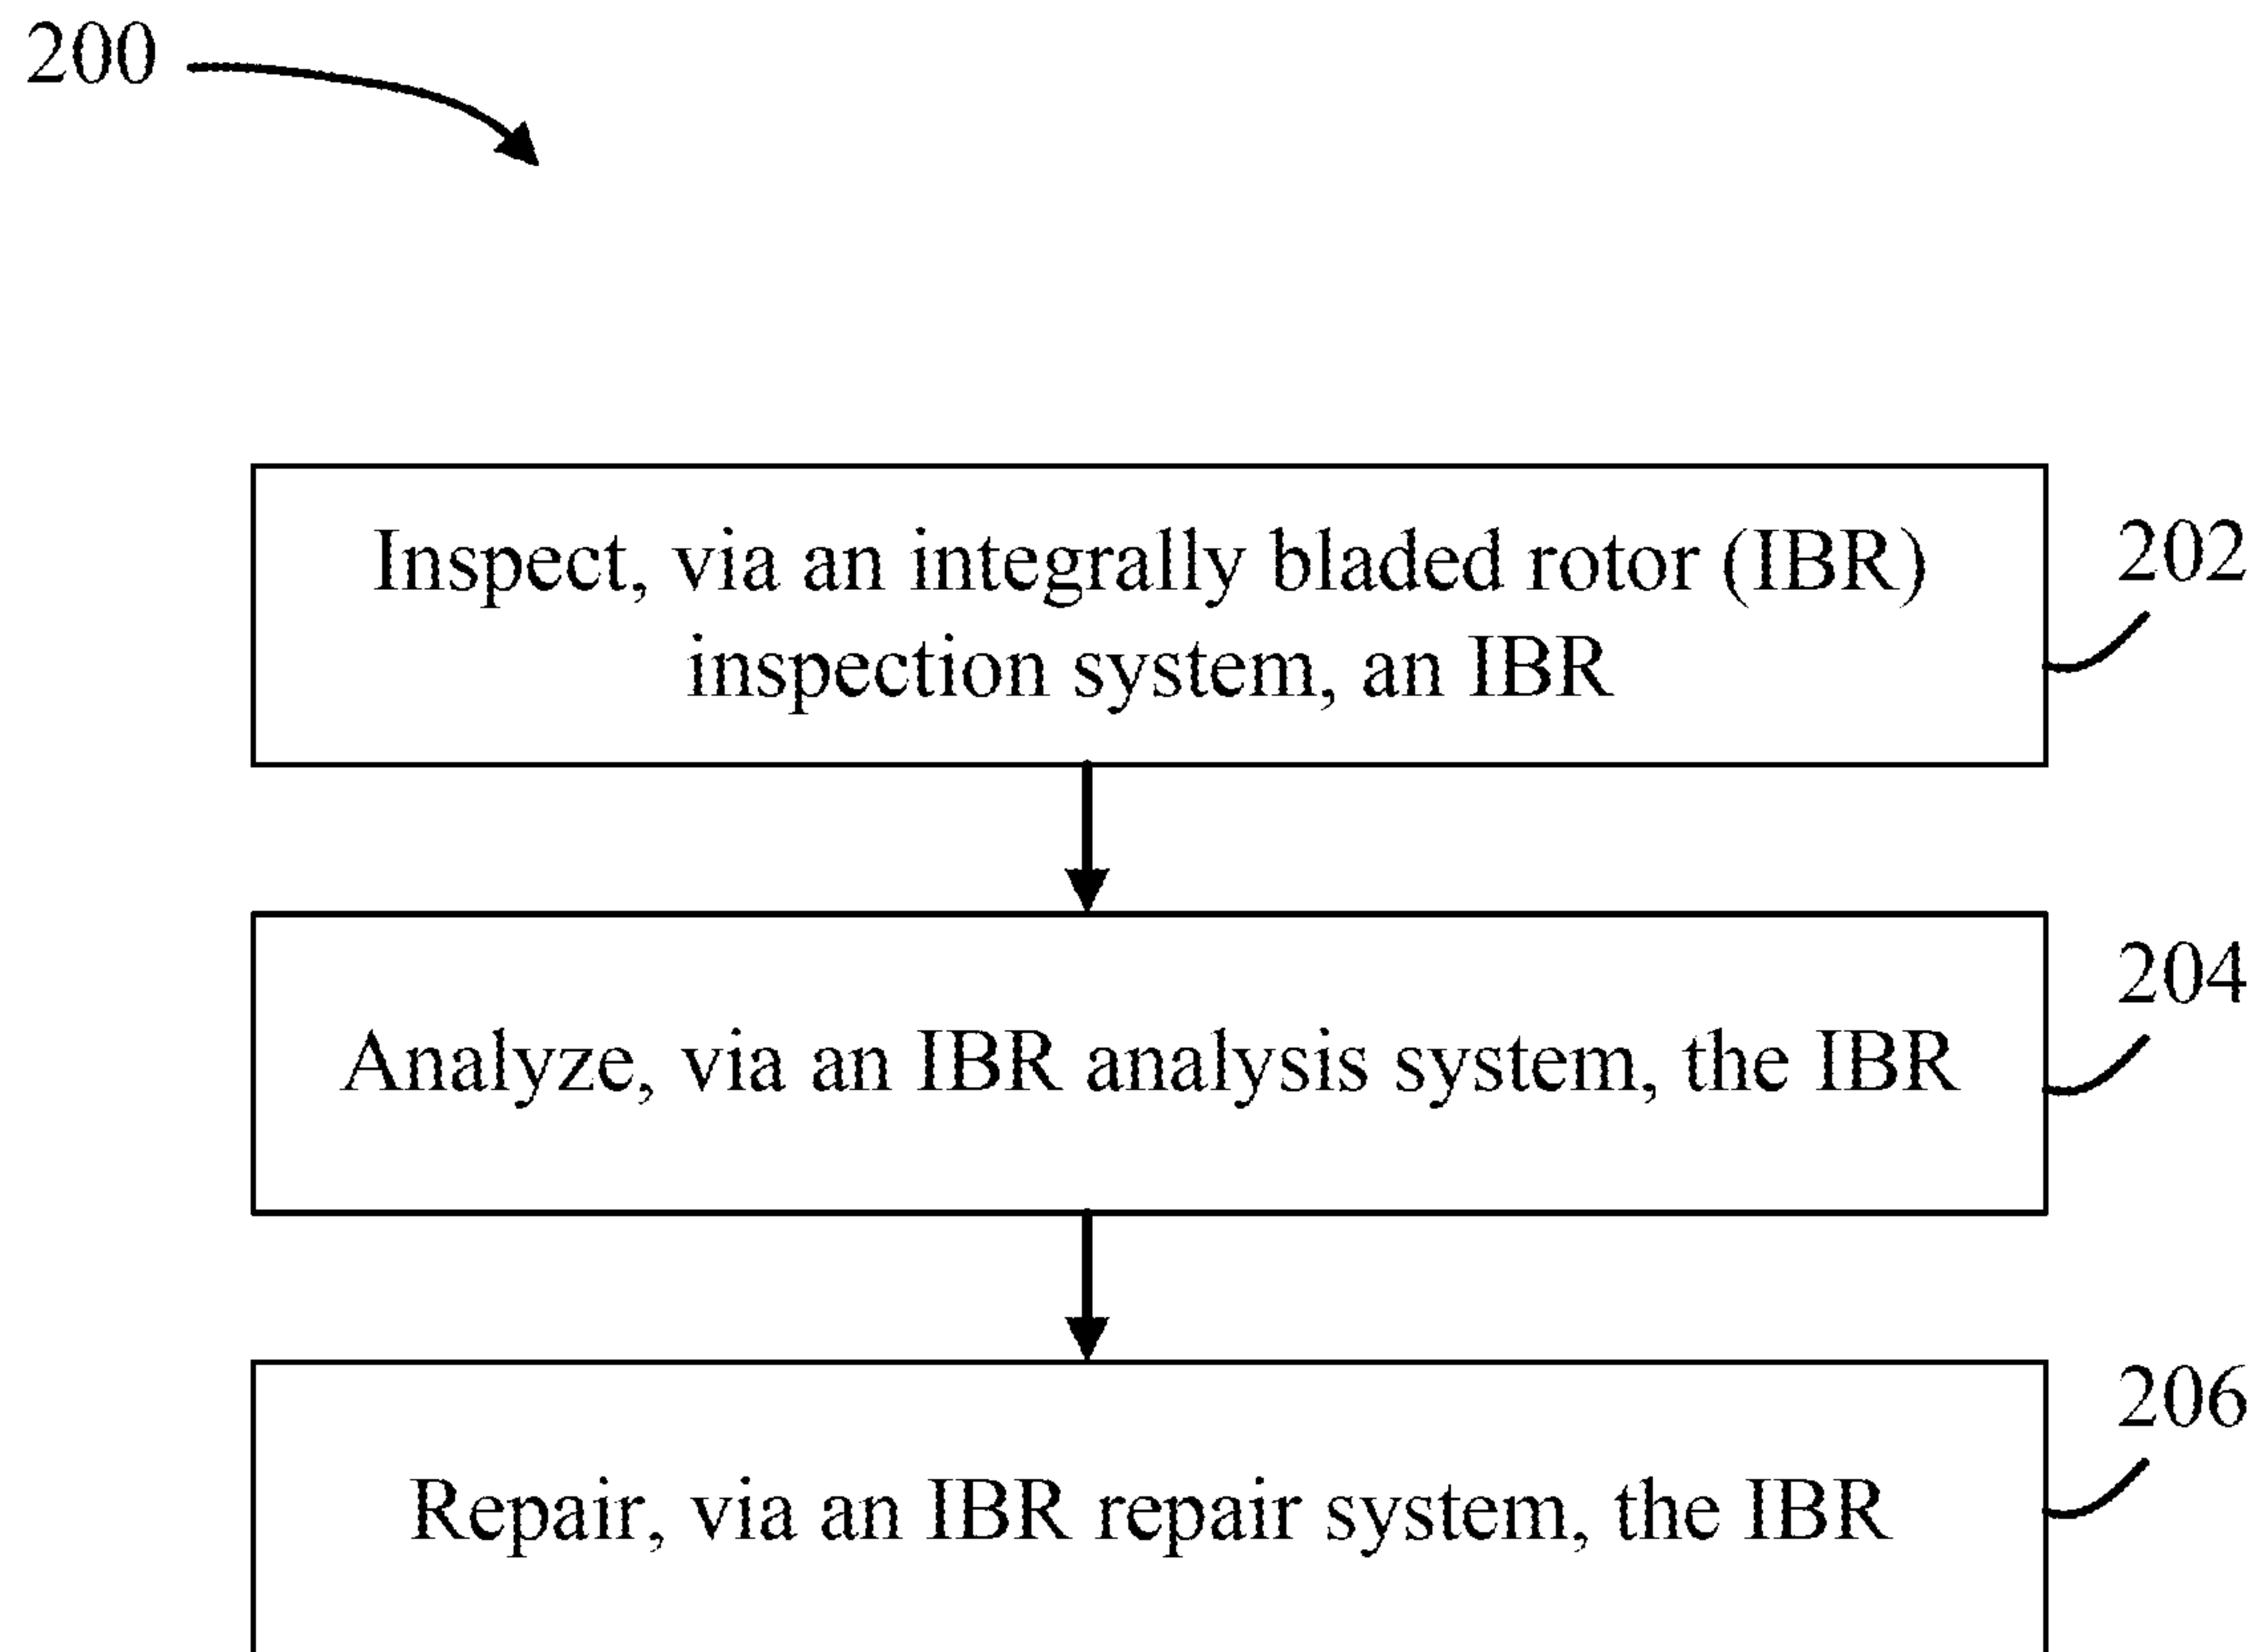 200
Inspect, via an integrally bladed rotor (IBR)
inspection system, an IBR
202
Analyze, via an IBR analysis system, the IBR
204
Repair, via an IBR repair system, the IBR
206